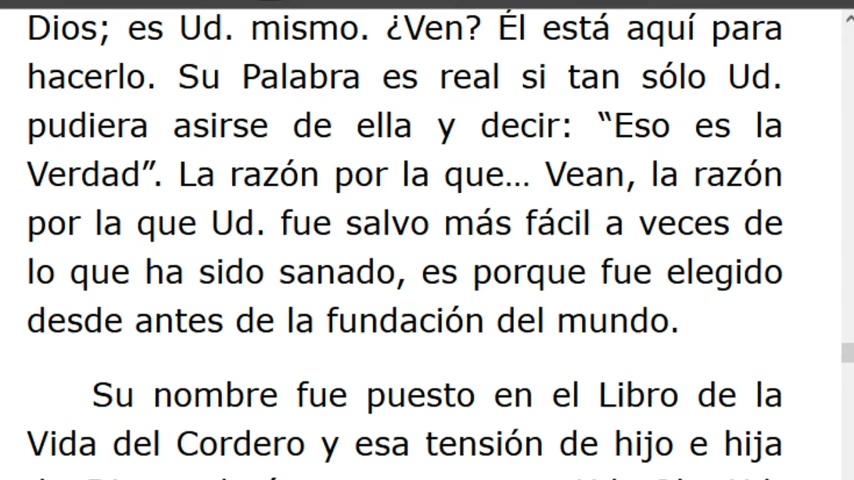 Dios; es Ud. mismo. ¿Ven? Él está aquí para
hacerlo. Su Palabra es real si tan sólo Ud.
pudiera asirse de ella y decir: “Eso es la
Verdad”. La razón por la que… Vean, la razón
por la que Ud. fue salvo más fácil a veces de
lo que ha sido sanado, es porque fue elegido
desde antes de la fundación del mundo.
Su nombre fue puesto en el Libro de la
Vida del Cordero y esa tensión de hijo e hija